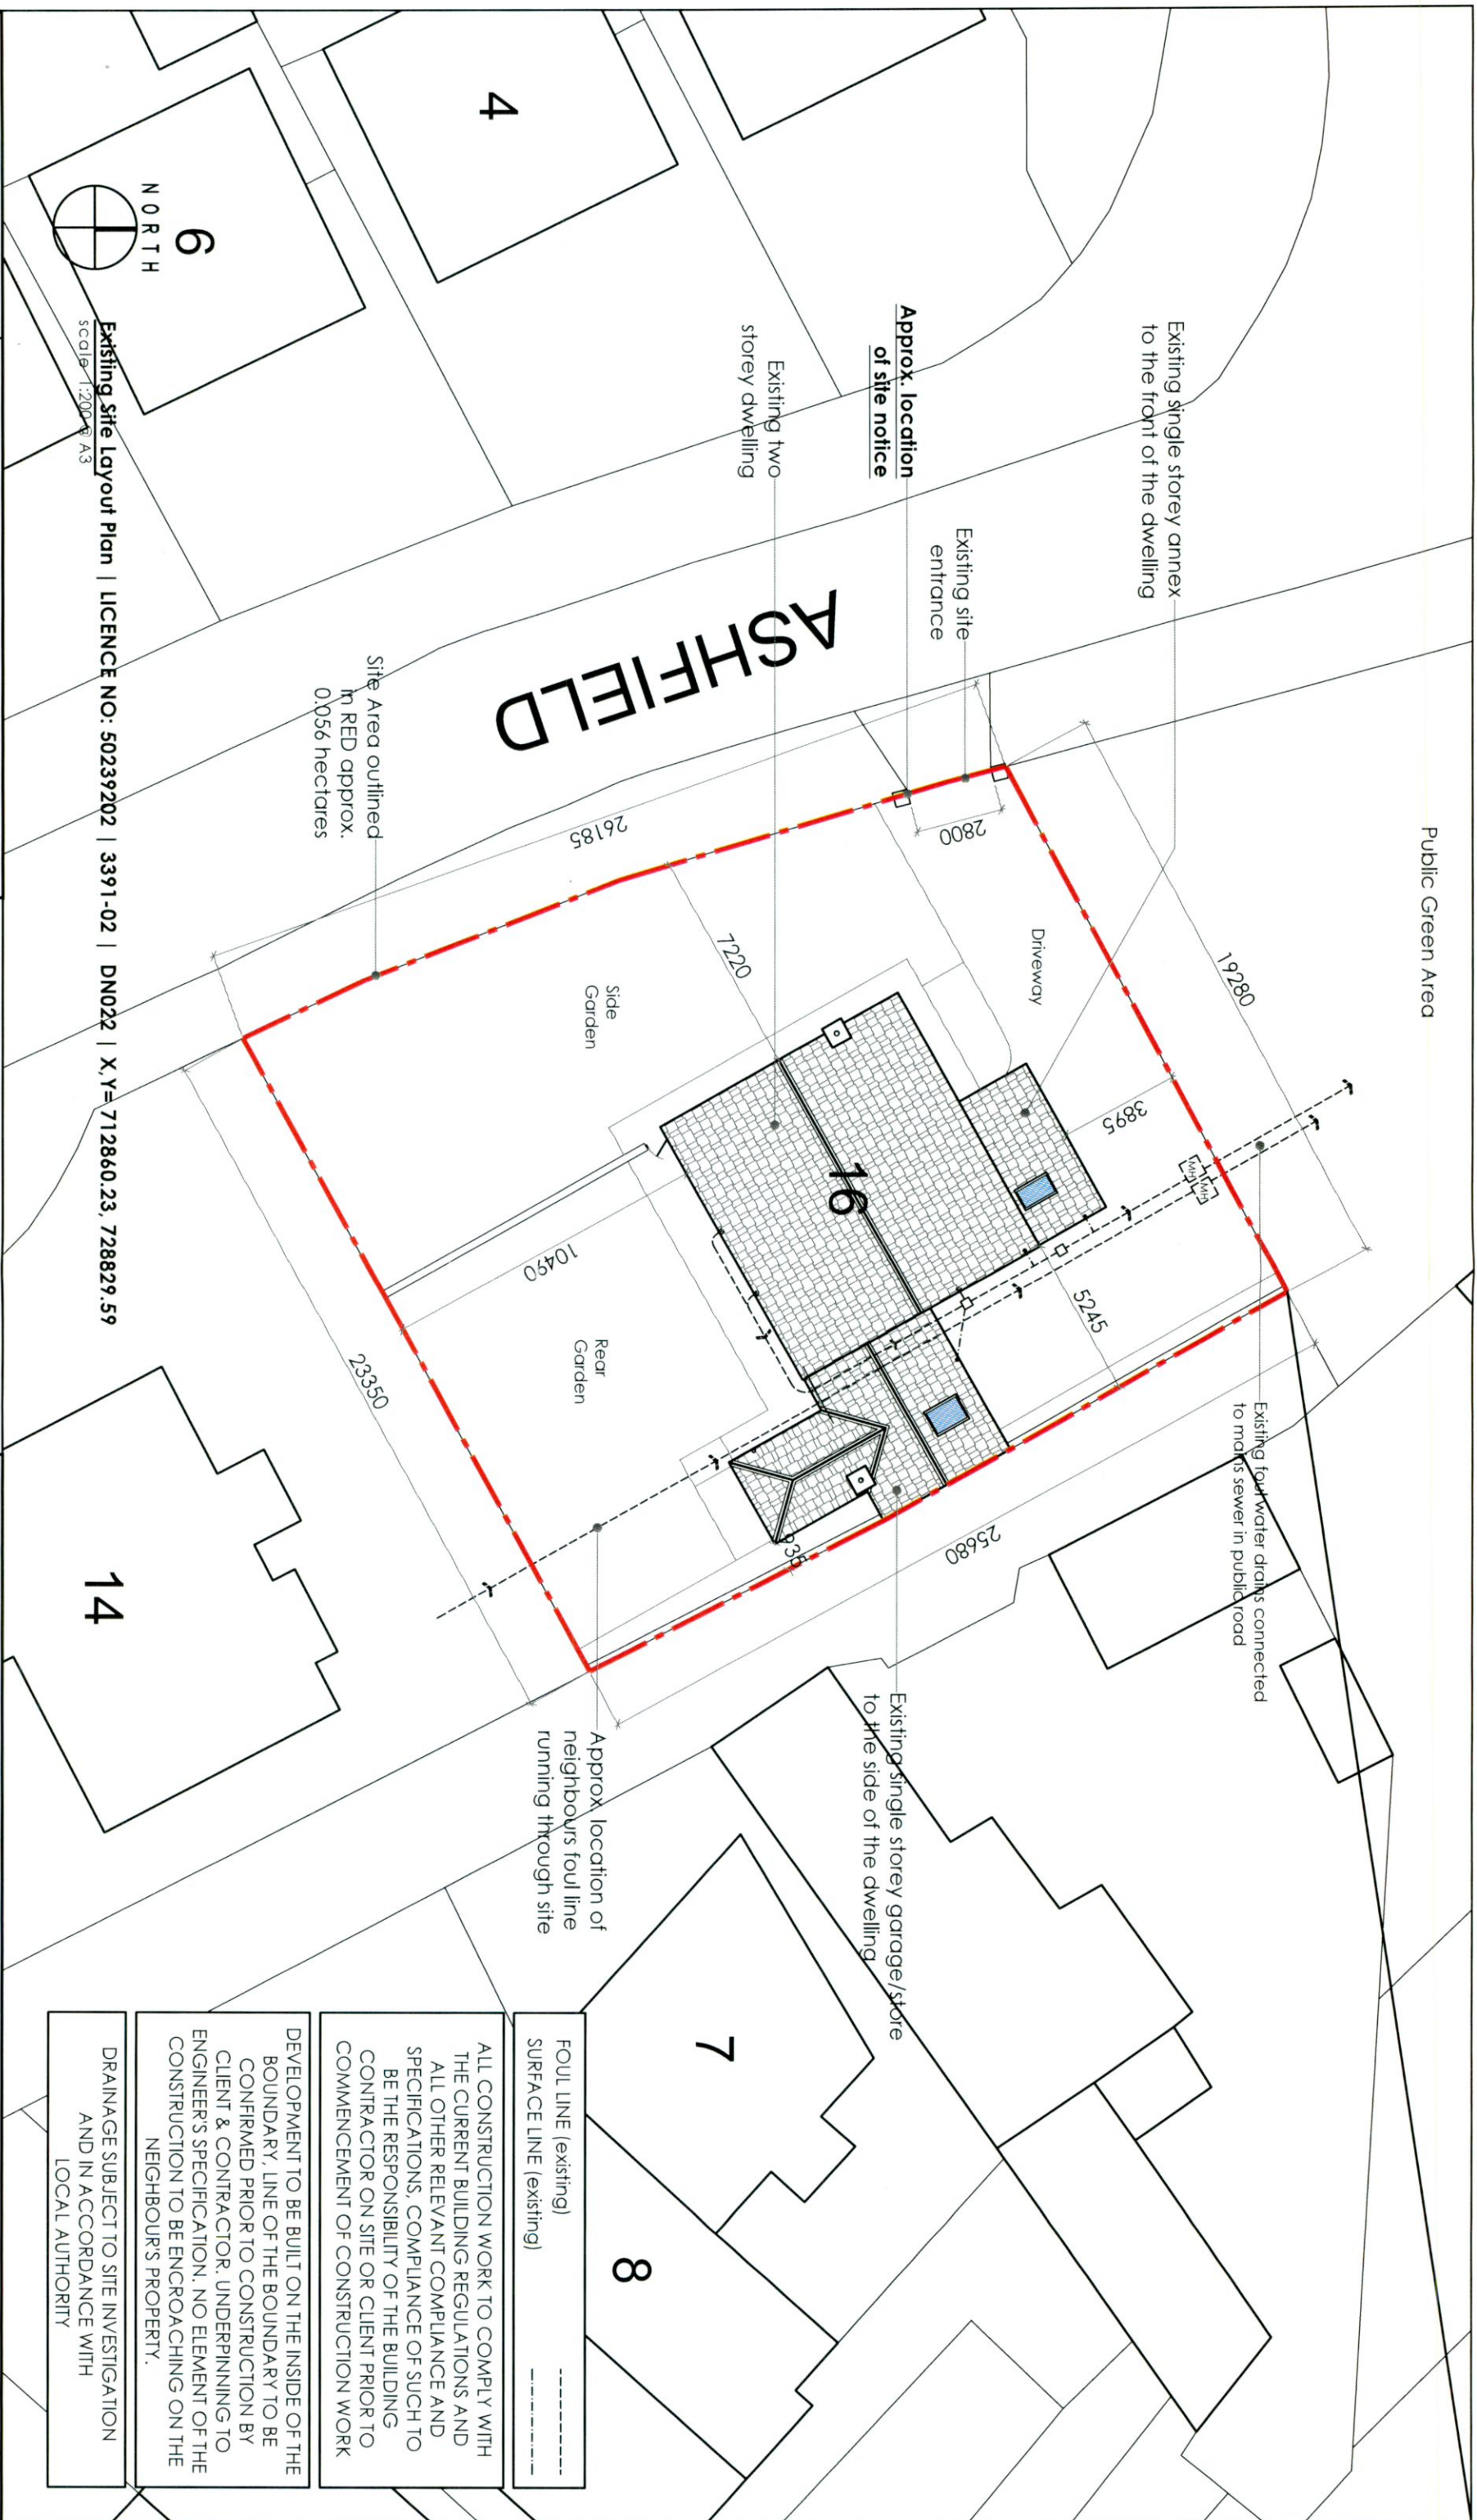 Public Green Area
Existing single storey annex
to the front of the dwelling
Existing site
entrance
Approx. location
of site notice
Existing two
storey dwelling
ASHFIELD
Site Area outlined
in RED approx.
0.056 hectares
4
6
NORTH
Existing Site Layout Plan | LICENCE NO: 50239202 | 3391-02 | DN022 | X,Y= 712860.23, 728829.59
scale 1:200@ A3
19280
2800
26185
7220
3895
5245
10490
23350
25680
935
Driveway
Side
Garden
Rear
Garden
16
MH
MH
Existing foul water drains connected
to mains sewer in public road
Existing single storey garage/store
to the side of the dwelling
Approx. location of
neighbours foul line
running through site
14
7
8
FOUL LINE (existing)
SURFACE LINE (existing)
ALL CONSTRUCTION WORK TO COMPLY WITH
THE CURRENT BUILDING REGULATIONS AND
ALL OTHER RELEVANT COMPLIANCE AND
SPECIFICATIONS, COMPLIANCE OF SUCH TO
BE THE RESPONSIBILITY OF THE BUILDING
CONTRACTOR ON SITE OR CLIENT PRIOR TO
COMMENCEMENT OF CONSTRUCTION WORK
DEVELOPMENT TO BE BUILT ON THE INSIDE OF THE
BOUNDARY, LINE OF THE BOUNDARY TO BE
CONFIRMED PRIOR TO CONSTRUCTION BY
CLIENT & CONTRACTOR. UNDERPINNING TO
ENGINEER'S SPECIFICATION. NO ELEMENT OF THE
CONSTRUCTION TO BE ENCROACHING ON THE
NEIGHBOUR'S PROPERTY.
DRAINAGE SUBJECT TO SITE INVESTIGATION
AND IN ACCORDANCE WITH
LOCAL AUTHORITY